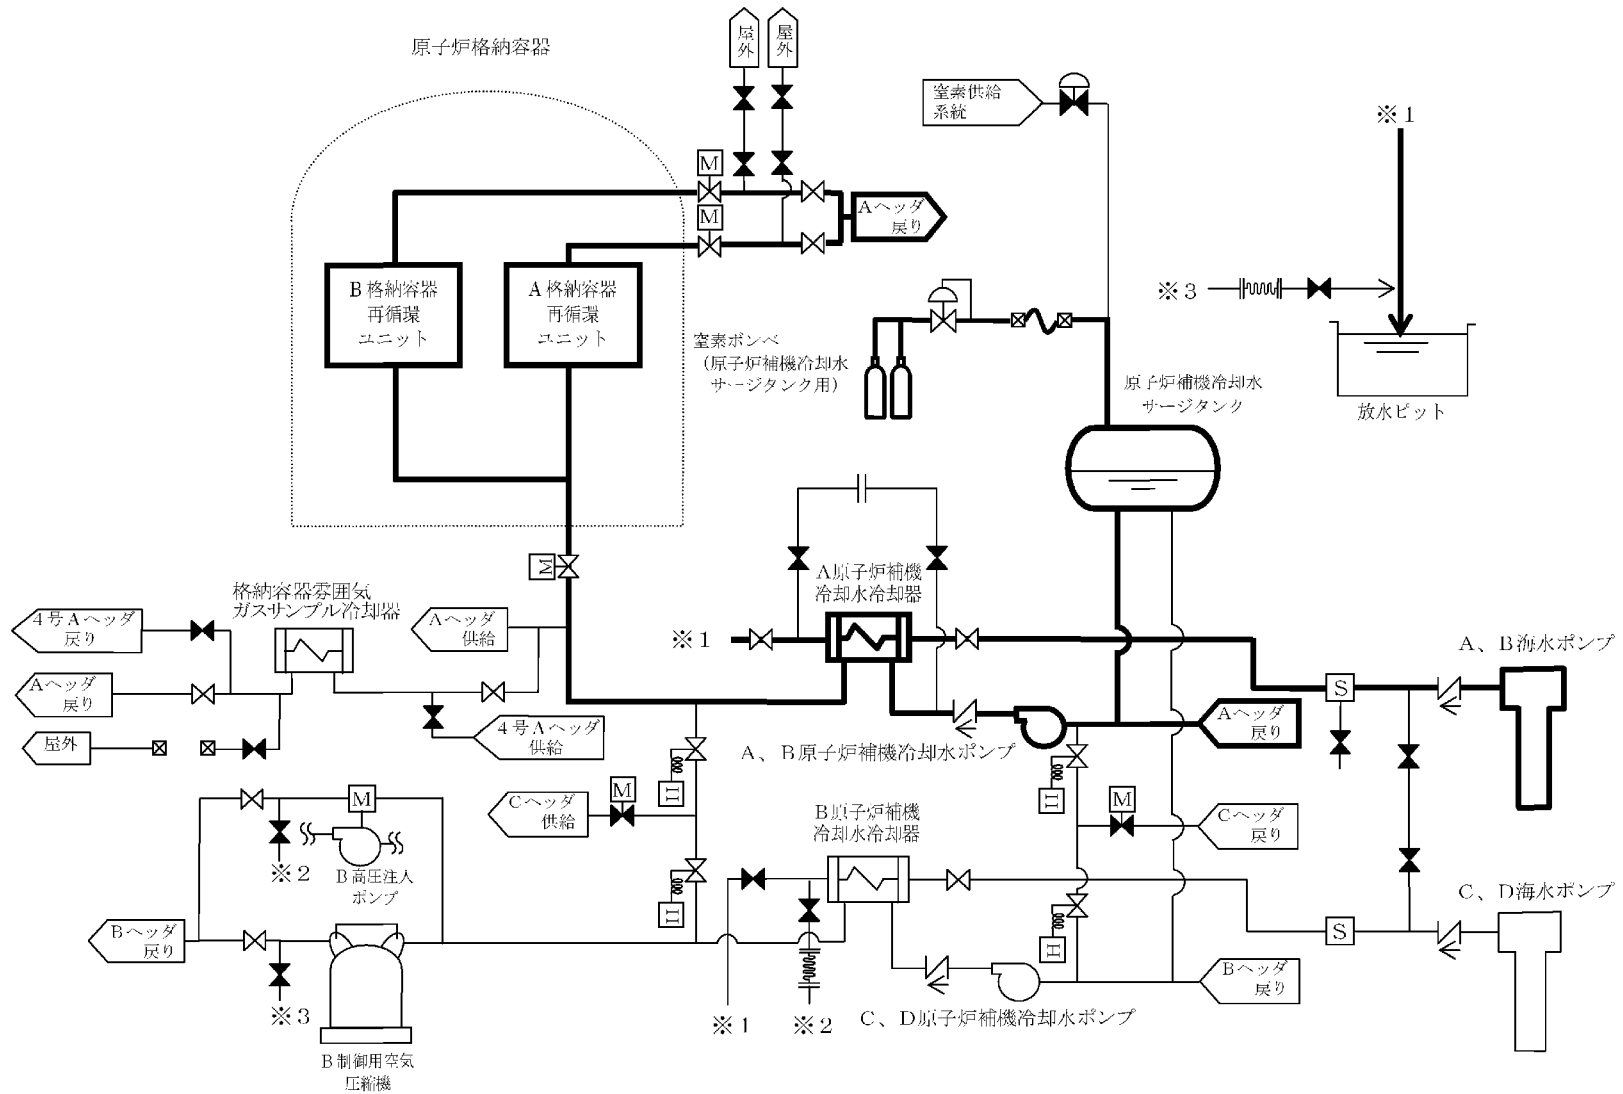 原子炉格納容器
屋外
屋外
窒素供給
系統
※1
M
M
Aヘッダ
戻り
B格納容器
再循環
ユニット
A格納容器
再循環
ユニット
※3
窒素ボンベ
(原子炉補機冷却水
サージタンク用)
原子炉補機冷却水
サージタンク
放水ピット
M
A原子炉補機
冷却水冷却器
格納容器雰囲気
ガスサンプル冷却器
4号Aヘッダ
戻り
Aヘッダ
供給
※1
A、B海水ポンプ
Aヘッダ
戻り
S
屋外
4号Aヘッダ
供給
A、B原子炉補機冷却水ポンプ
Aヘッダ
戻り
H
H
M
Cヘッダ
供給
M
B原子炉補機
冷却水冷却器
M
Cヘッダ
戻り
※2
B高圧注入
ポンプ
H
H
C、D海水ポンプ
S
Bヘッダ
戻り
Bヘッダ
戻り
※3
※1
※2
C、D原子炉補機冷却水ポンプ
B制御用空気
圧縮機